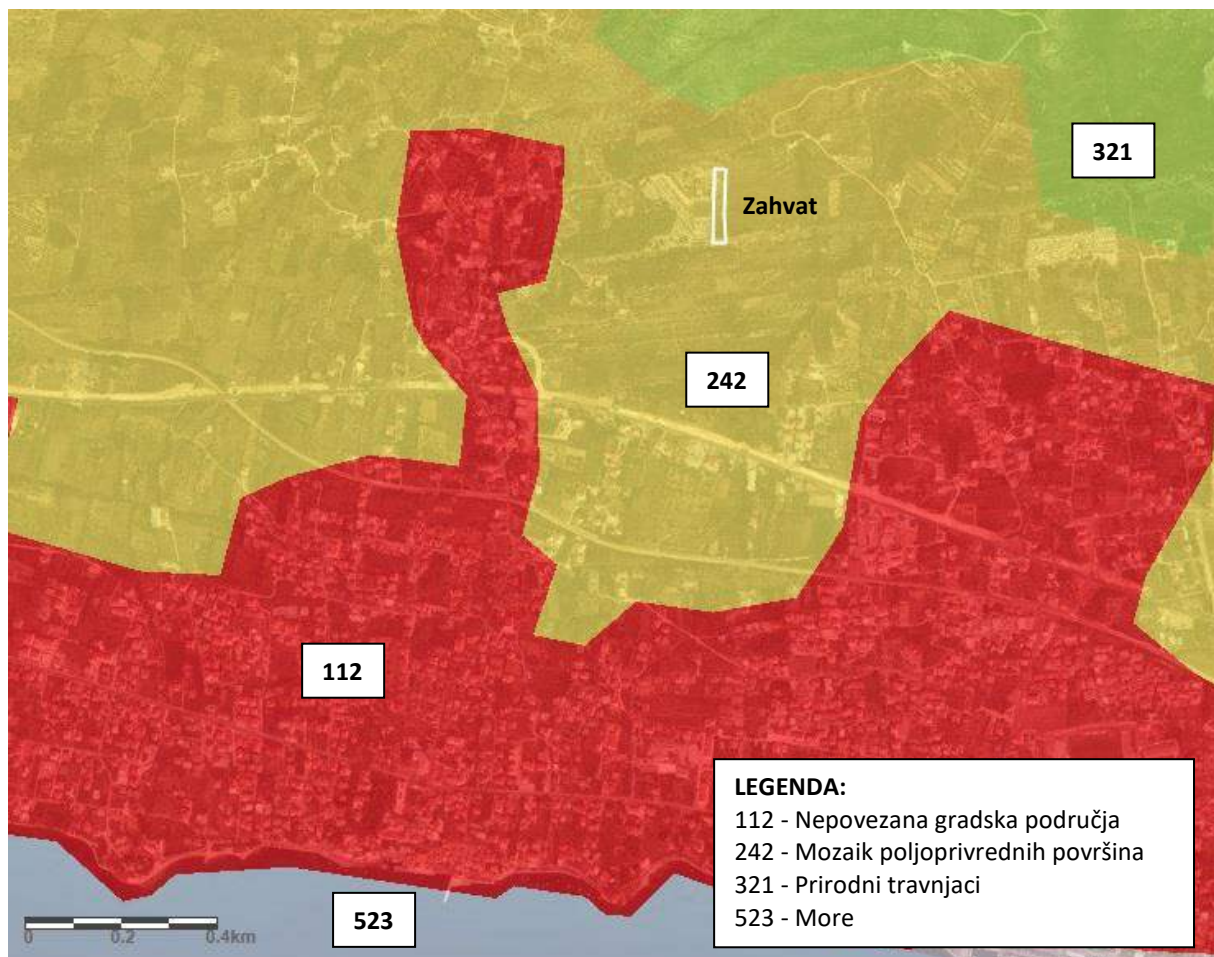 321
Zahvat
242
112
LEGENDA:
112 - Nepovezana gradska područja
242 - Mozaik poljoprivrednih površina
321 - Prirodni travnjaci
523 - More
523
0 0.2 0.4km